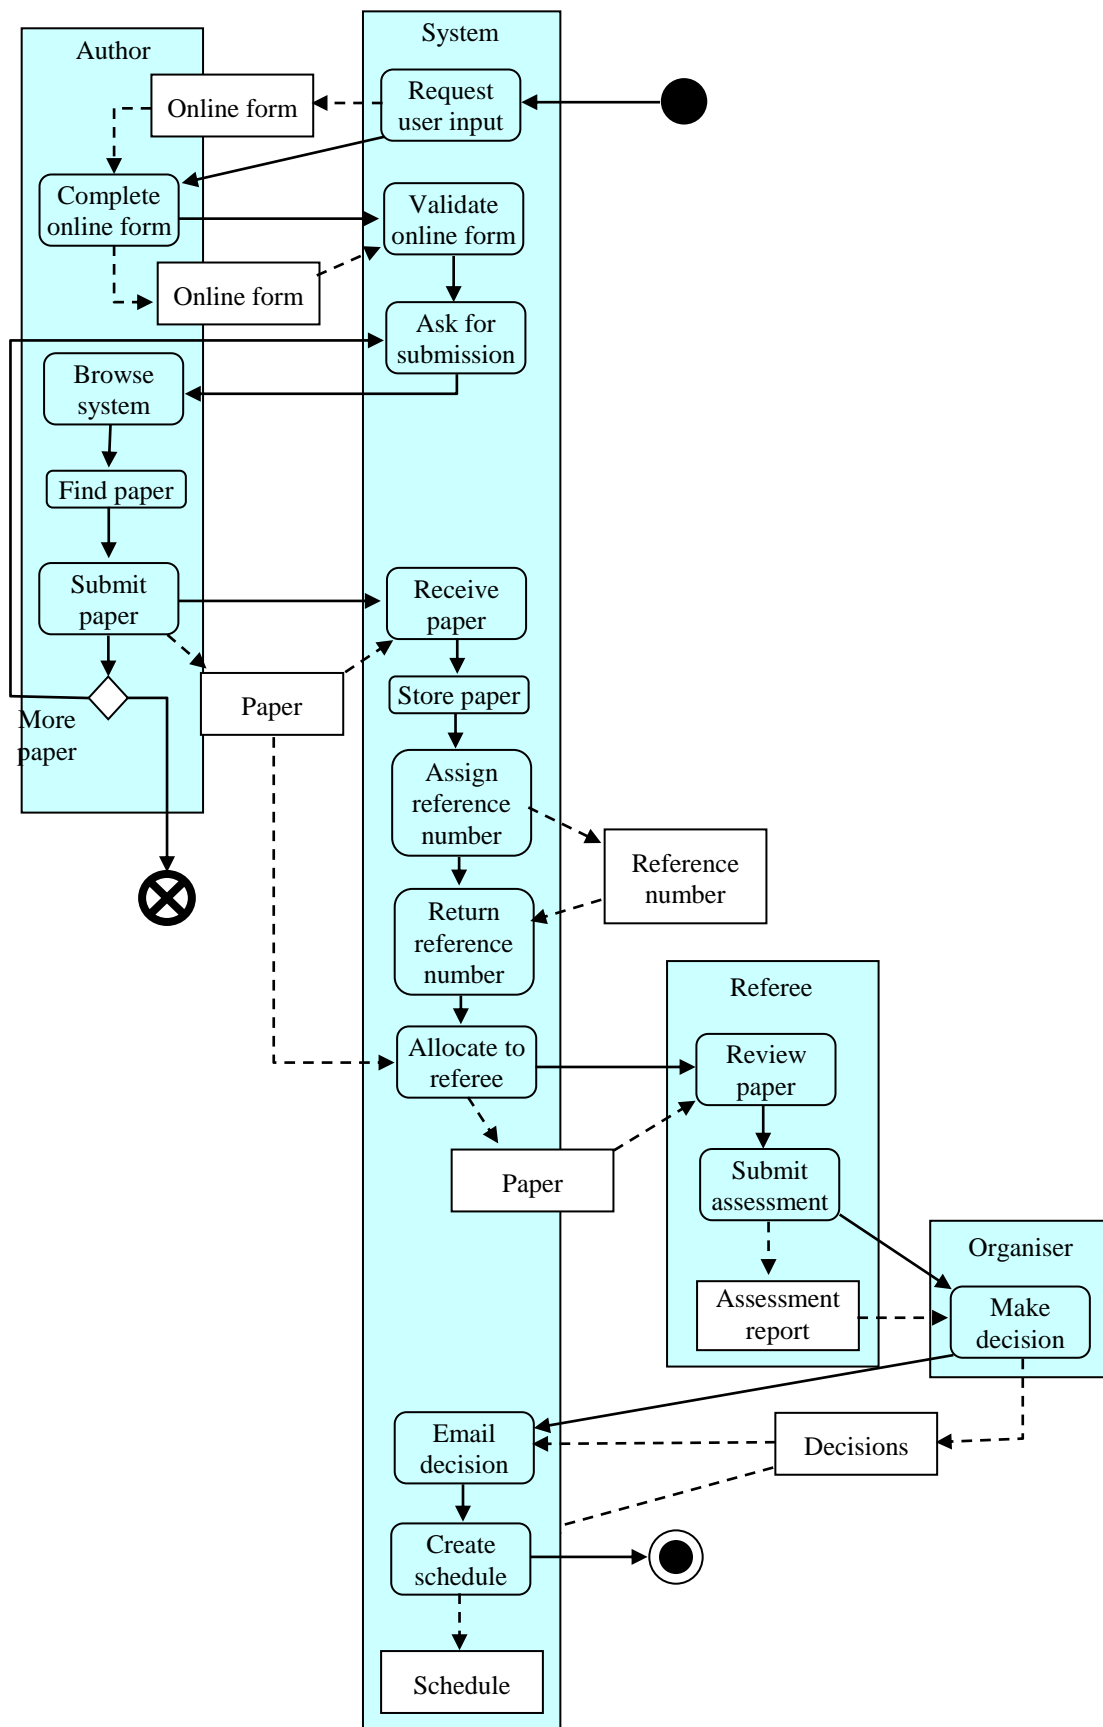 System
Author
Request
user input
Online form
Complete
online form
Validate
online form
Online form
Ask for
submission
Browse
system
Find paper
Submit
paper
Receive
paper
More
paper
Paper
Store paper
Assign
reference
number
Reference
number
Return
reference
number
Referee
Allocate to
referee
Review
paper
Paper
Submit
assessment
Organiser
Assessment
report
Make
decision
Email
decision
Decisions
Create
schedule
Schedule